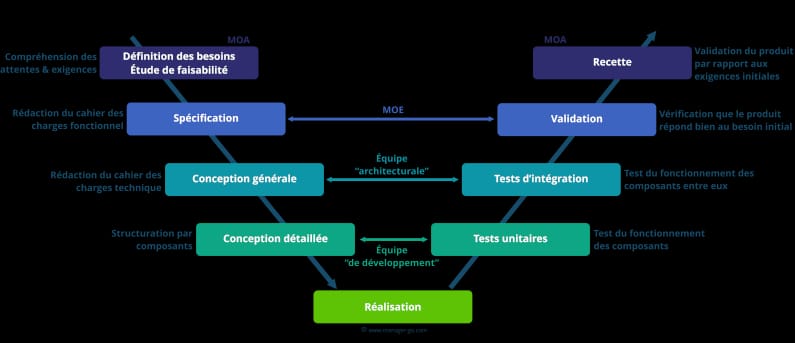 MOA
MOA
Compréhension des
attentes & exigences
Définition des besoins
Étude de faisabilité
Recette
Validation du produit
par rapport aux
exigences initiales
Rédaction du cahier des
charges fonctionnel
Spécification
MOE
Validation
Vérification que le produit
répond bien au besoin initial
Rédaction du cahier des
charges technique
Conception générale
Équipe
“architecturale”
Tests d’intégration
Test du fonctionnement des
composants entre eux
Structuration par
composants
Conception détaillée
Équipe
“de développement”
Tests unitaires
Test du fonctionnement
des composants
Réalisation
© www.manager-go.com